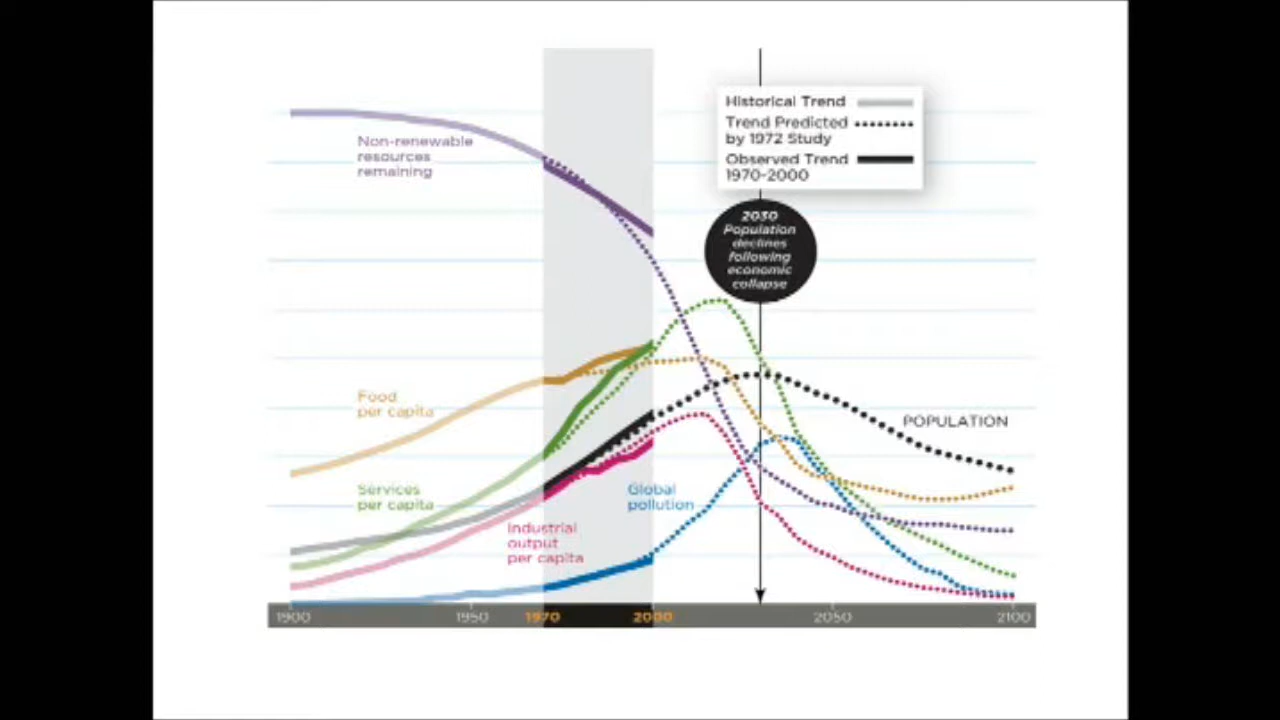 Historical Trend
Trend Predicted
by 1972 Study
Observed Trend
1970-2000
Non-renewable
resources
remaining
2030
Population
declines
following
economic
collapse
Food
per capita
POPULATION
Services
per capita
Global
pollution
Industrial
output
per capita
1900 1950 1970 2000 2050 2100